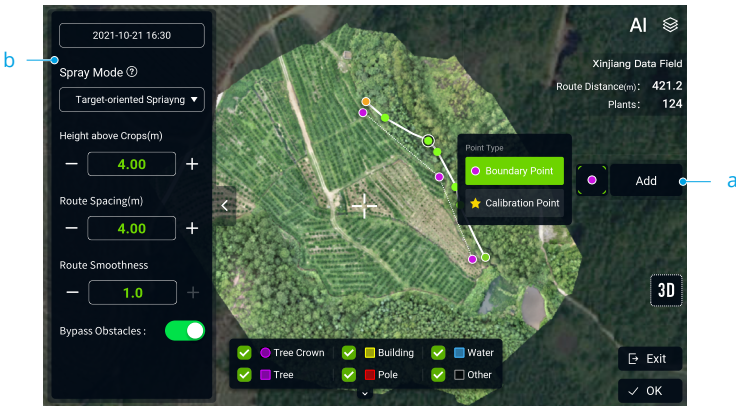 AI
2021-10-21 16:30
b
Spray Mode ?
Target-oriented Spriayng
Height above Crops(m)
4.00
Route Spacing(m)
4.00
Route Smoothness
1.0
Bypass Obstacles :
Xinjiang Data Field
Route Distance(m): 421.2
Plants: 124
Point Type
Boundary Point
Calibration Point
Add
a
3D
Tree Crown Building Water
Tree Pole Other
Exit
OK